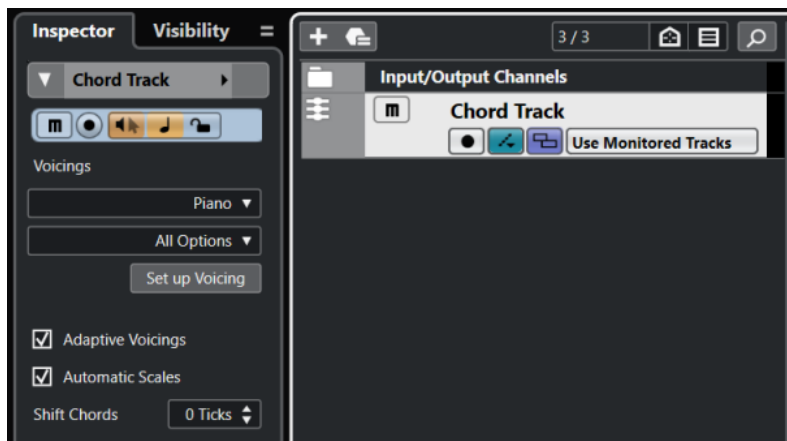 Inspector Visibility
Chord Track
m
Voicings
Piano
All Options
Set up Voicing
Adaptive Voicings
Automatic Scales
Shift Chords 0 Ticks
3 / 3
Input/Output Channels
m Chord Track
Use Monitored Tracks